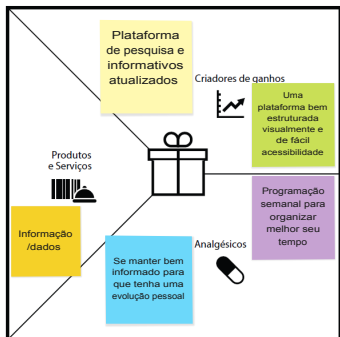 Plataforma
de pesquisa e
informativos
atualizados
Criadores de ganhos
Uma
plataforma bem
estruturada
visualmente e
de fácil
acessibilidade
Produtos
e Serviços
Informação
/dados
Se manter bem
informado para
que tenha uma
evolução pessoal
Analgésicos
Programação
semanal para
organizar
melhor seu
tempo